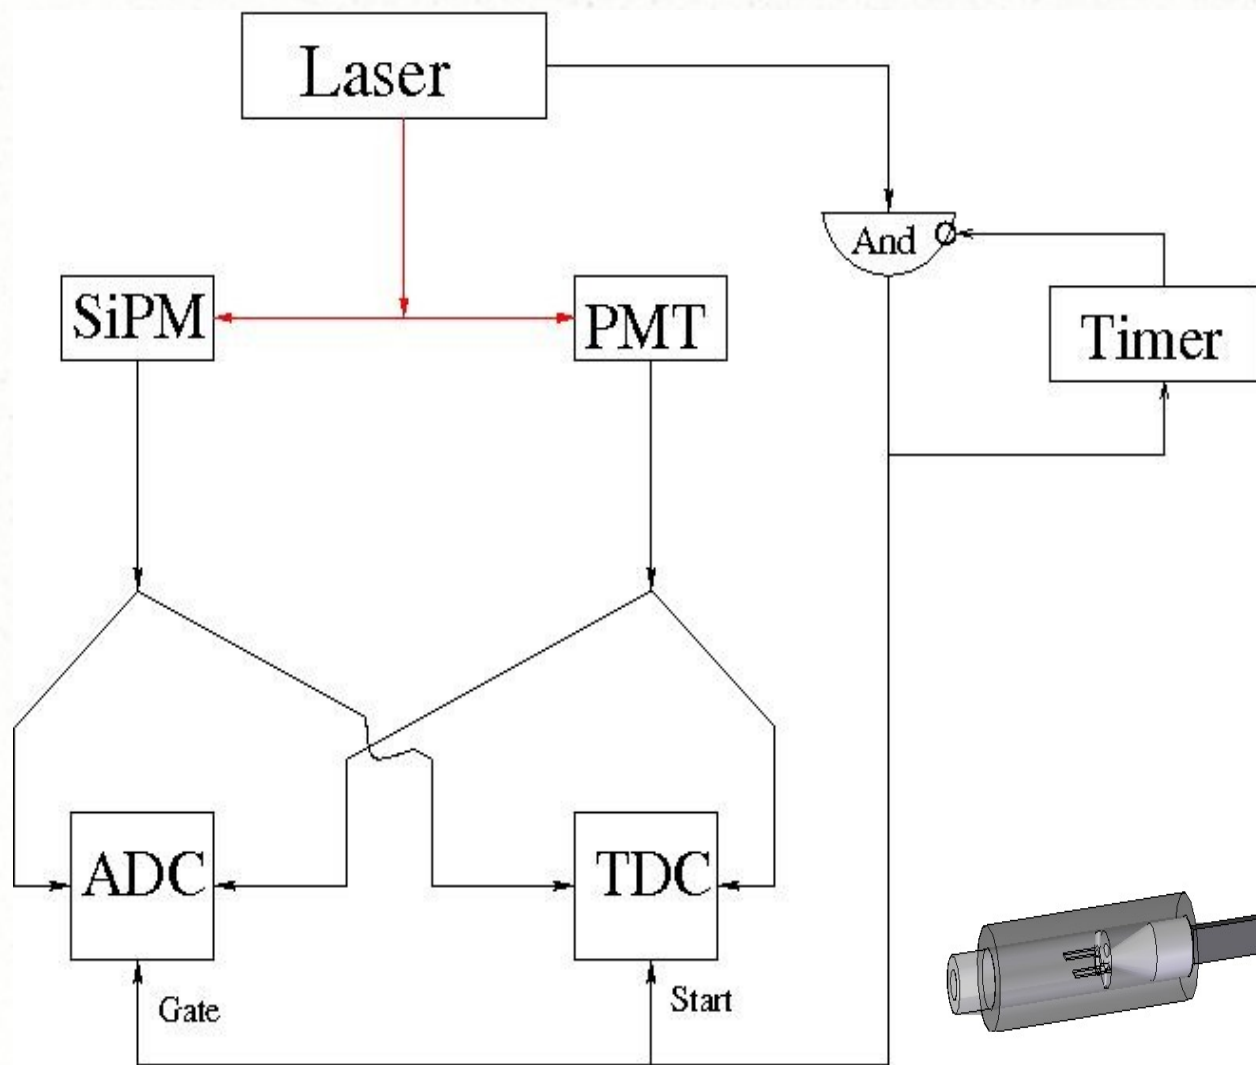 Laser
And
SiPM
PMT
Timer
ADC
TDC
Gate
Start